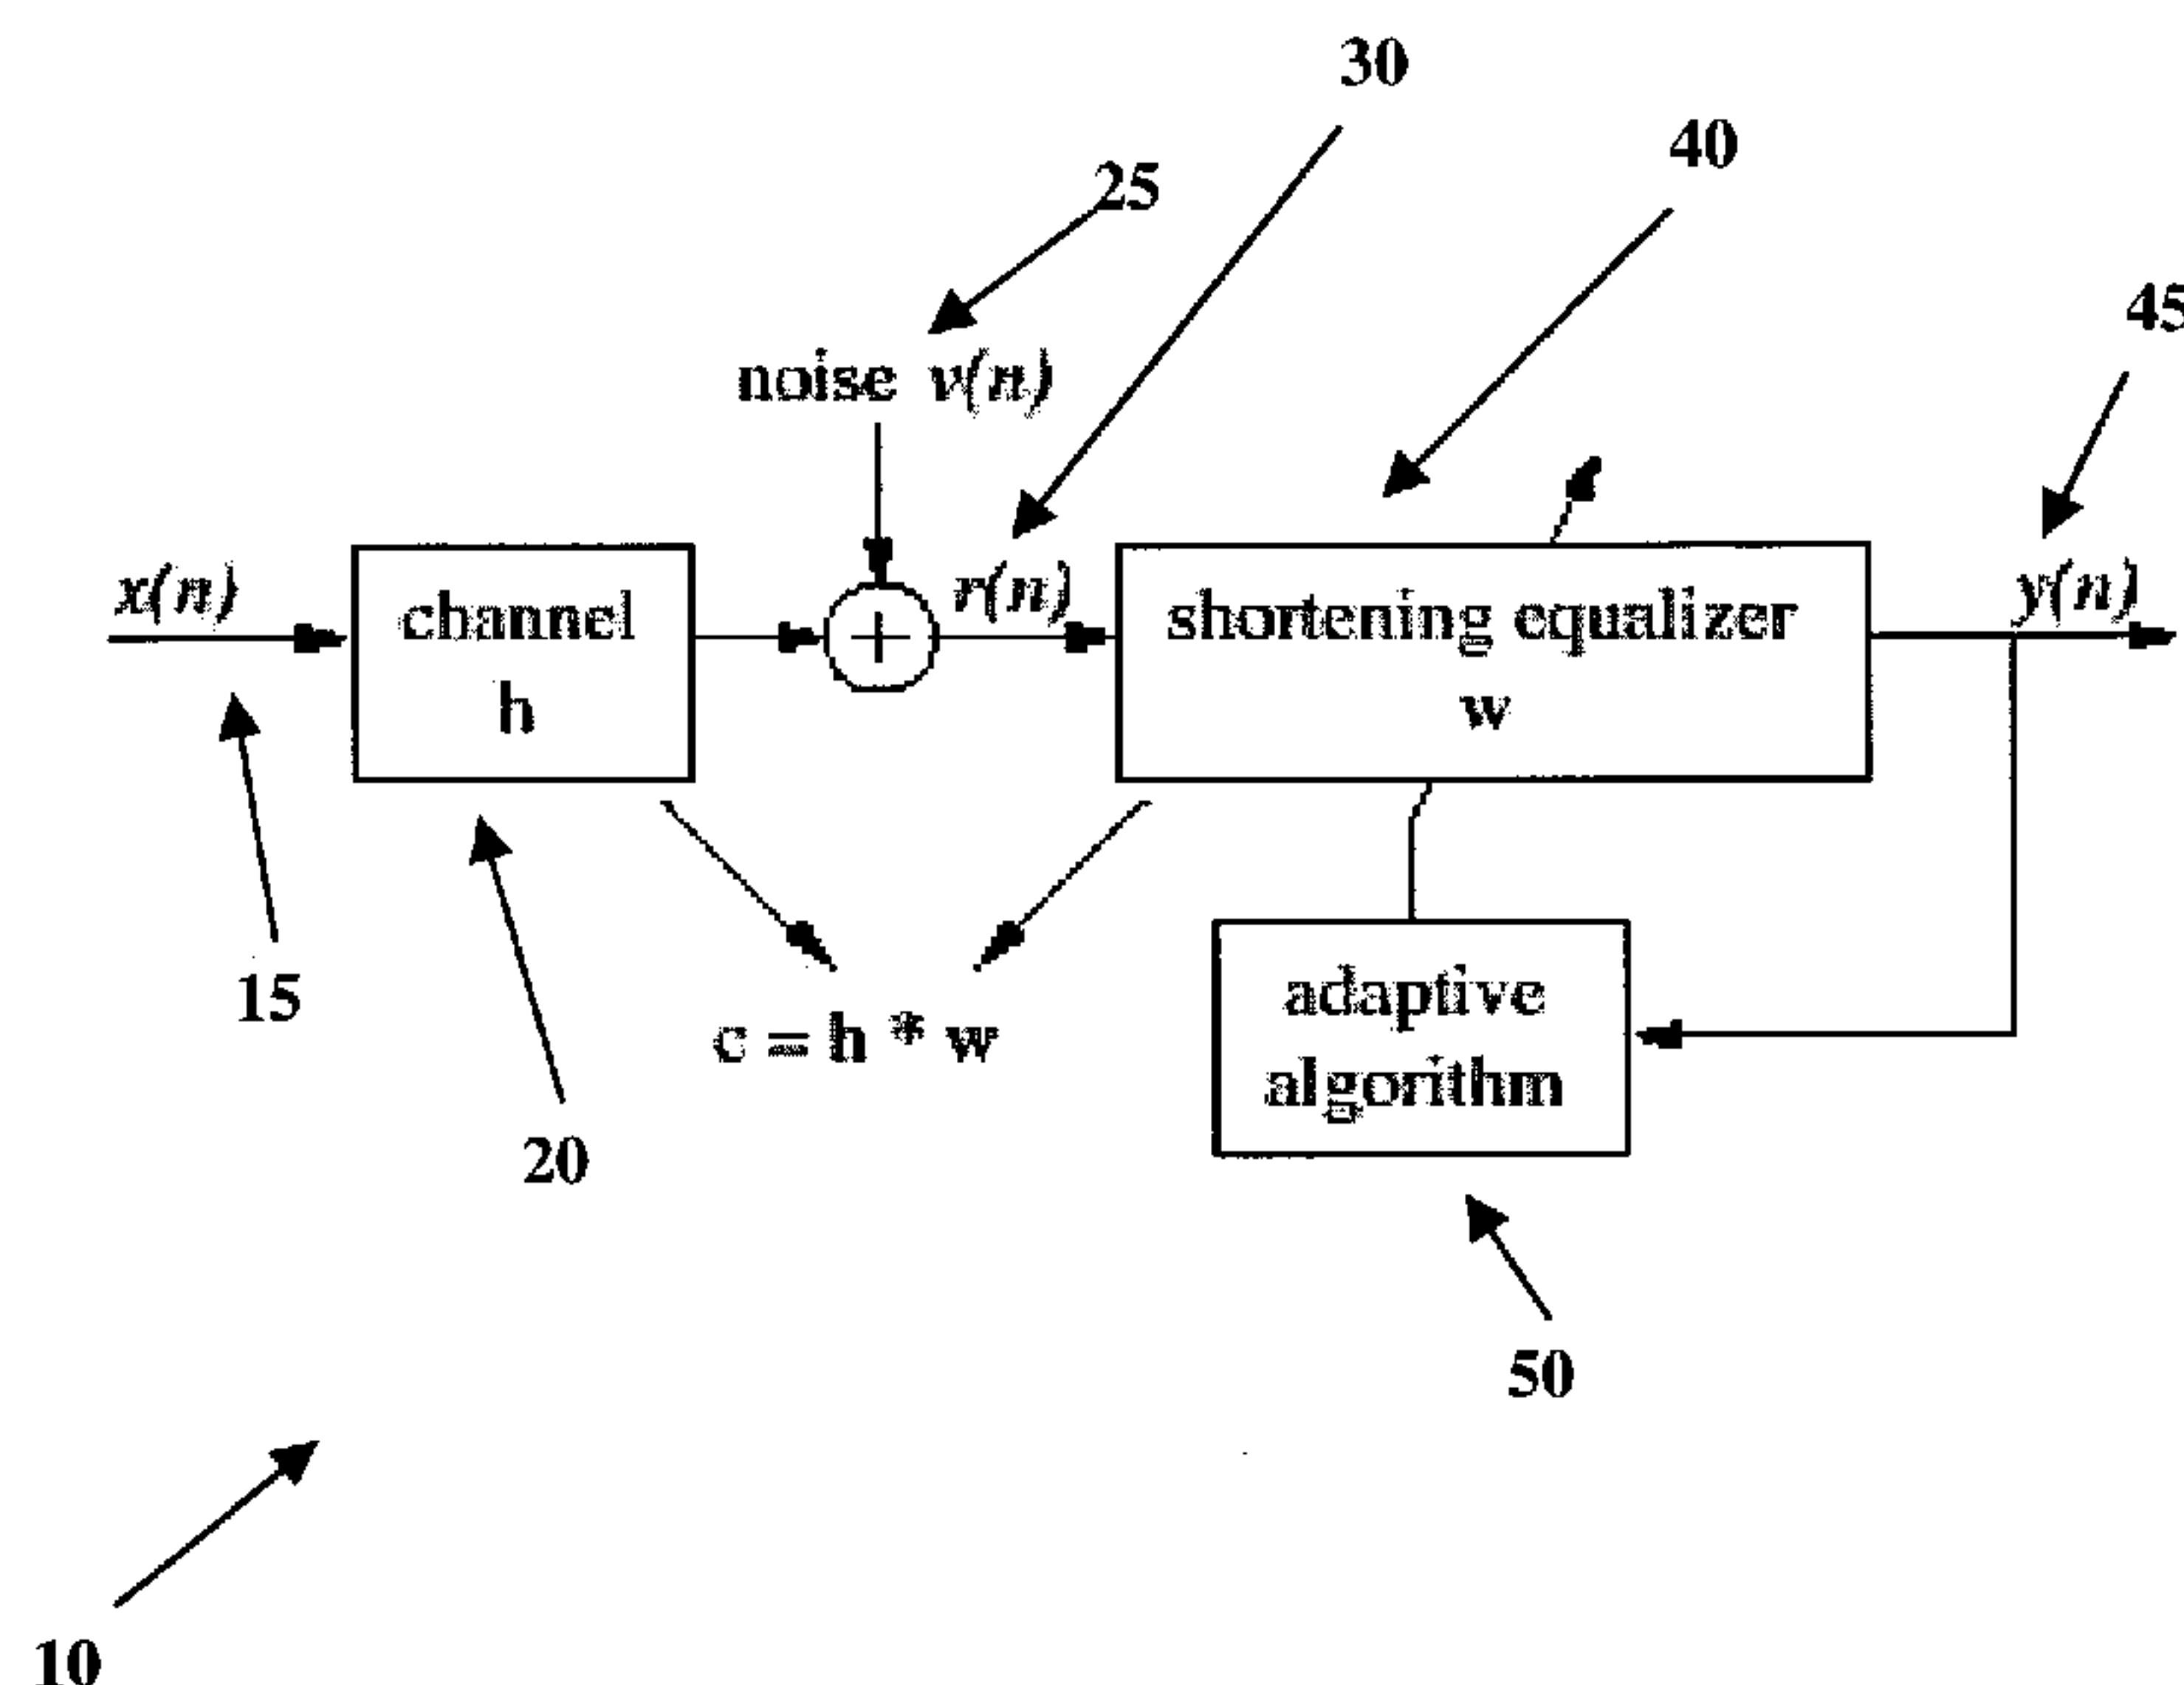 30
40
25
45
noise v(n)
x(n)
channel
h
r(n)
shortening equalizer
w
y(n)
15
c = h * w
adaptive
algorithm
20
50
10